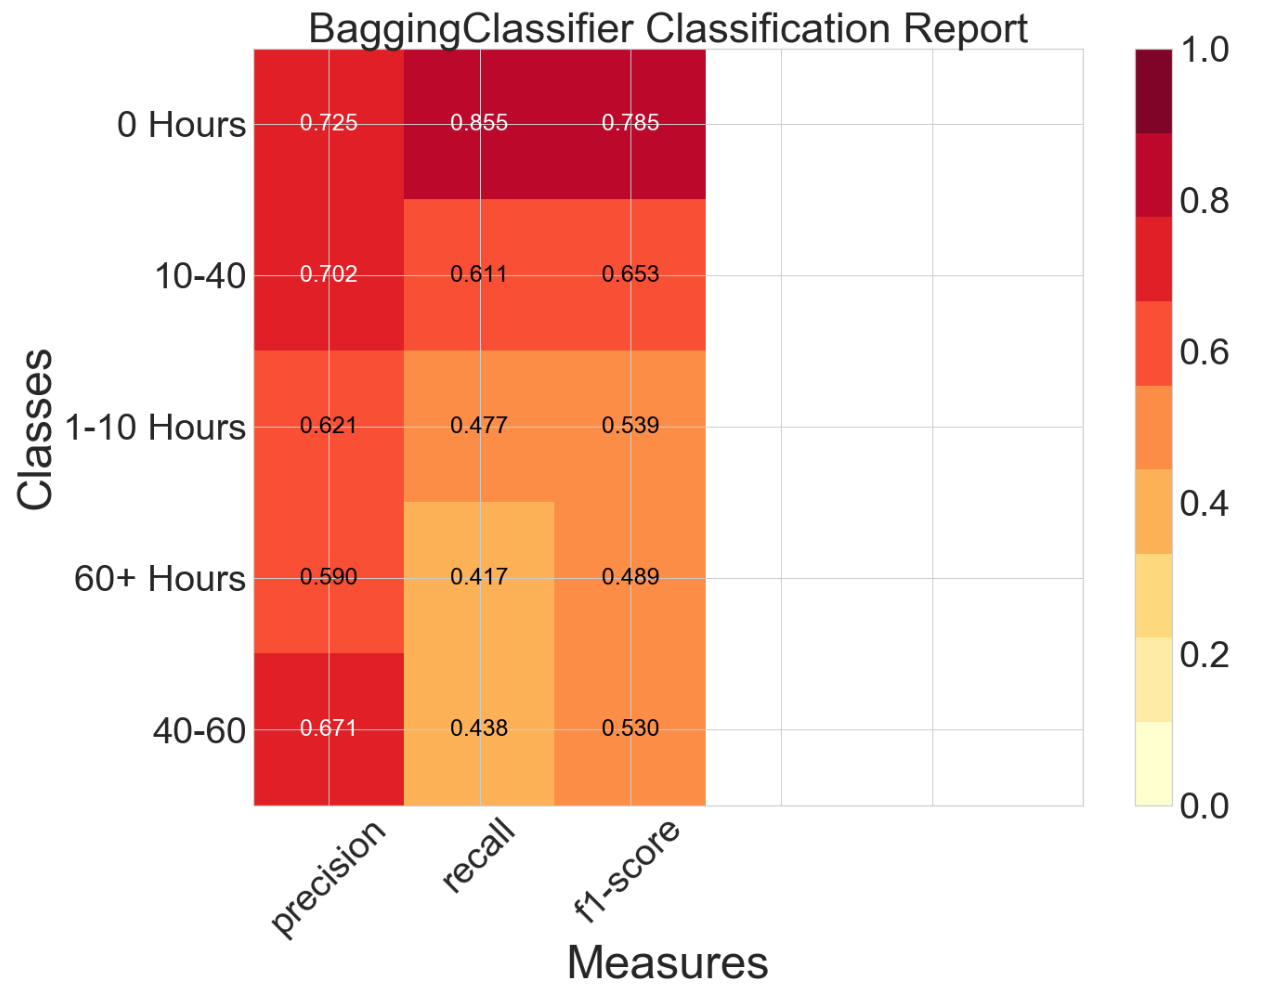 BaggingClassifier Classification Report
0 Hours 0.725 0.855 0.785
10-40 0.702 0.611 0.653
1-10 Hours 0.621 0.477 0.539
60+ Hours 0.590 0.417 0.489
40-60 0.671 0.438 0.530
precision recall f1-score
Measures
Classes
1.0
0.8
0.6
0.4
0.2
0.0